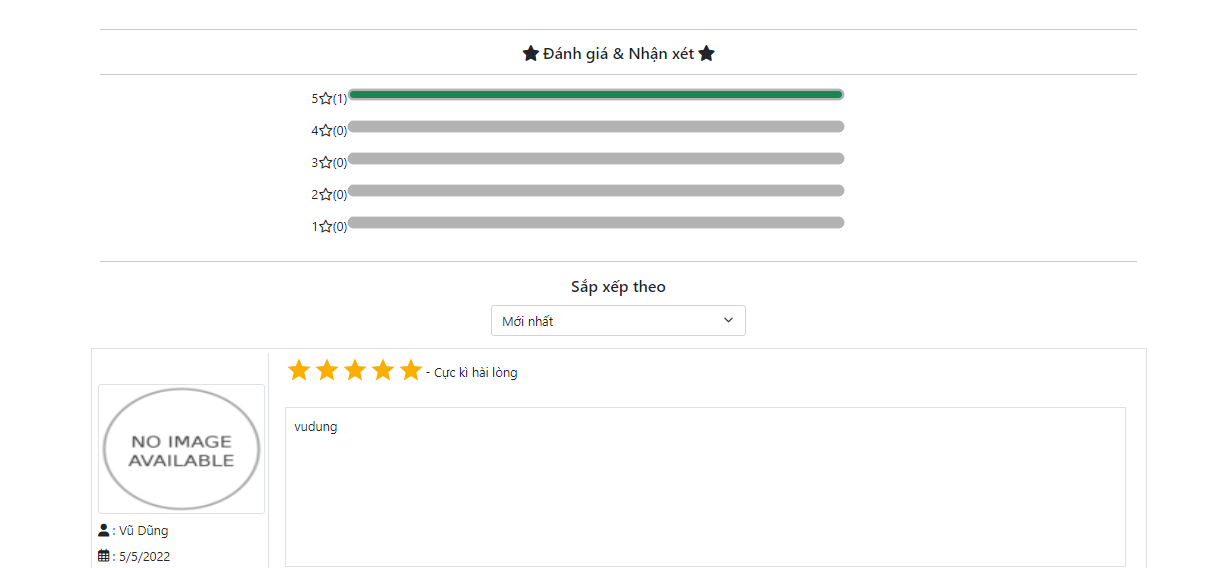 Đánh giá & Nhận xét
5(1)
4(0)
3(0)
2(0)
1(0)
Sắp xếp theo
Mới nhất
- Cực kì hài lòng
NO IMAGE
AVAILABLE
vudung
: Vũ Dũng
: 5/5/2022